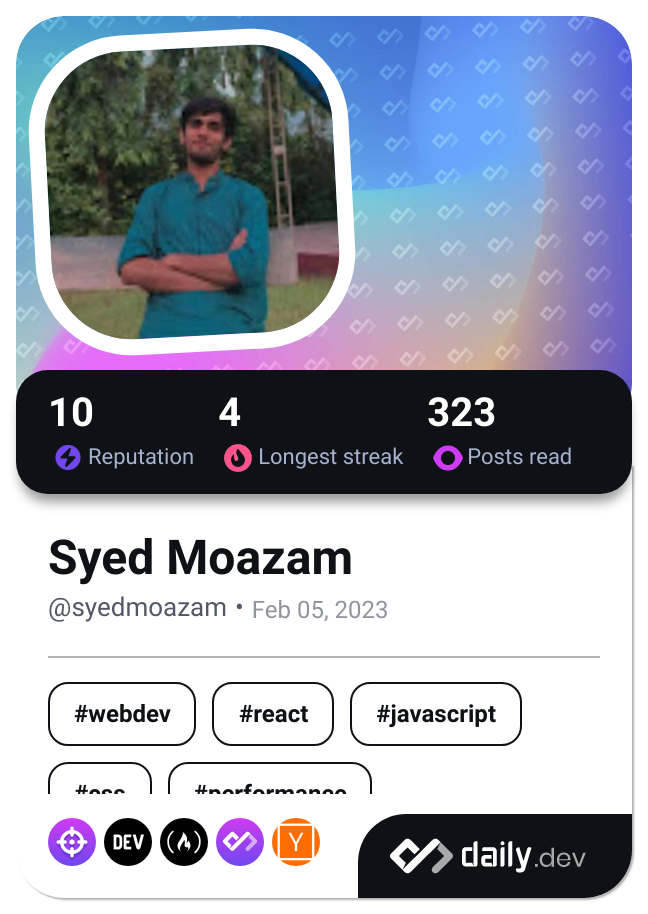 10 4 323
Reputation Longest streak Posts read
Syed Moazam
@syedmoazam • Feb 05, 2023
#webdev #react #javascript
#css #performance
DEV Y daily.dev